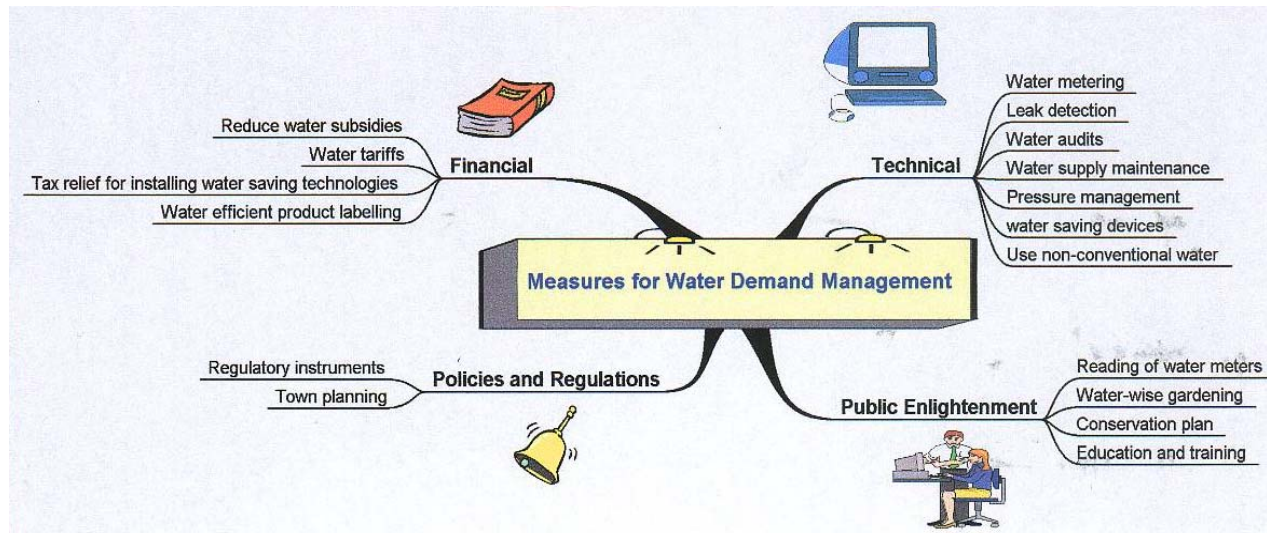 Measures for Water Demand Management
Financial
Reduce water subsidies
Water tariffs
Tax relief for installing water saving technologies
Water efficient product labelling
Technical
Water metering
Leak detection
Water audits
Water supply maintenance
Pressure management
water saving devices
Use non-conventional water
Policies and Regulations
Regulatory instruments
Town planning
Public Enlightenment
Reading of water meters
Water-wise gardening
Conservation plan
Education and training